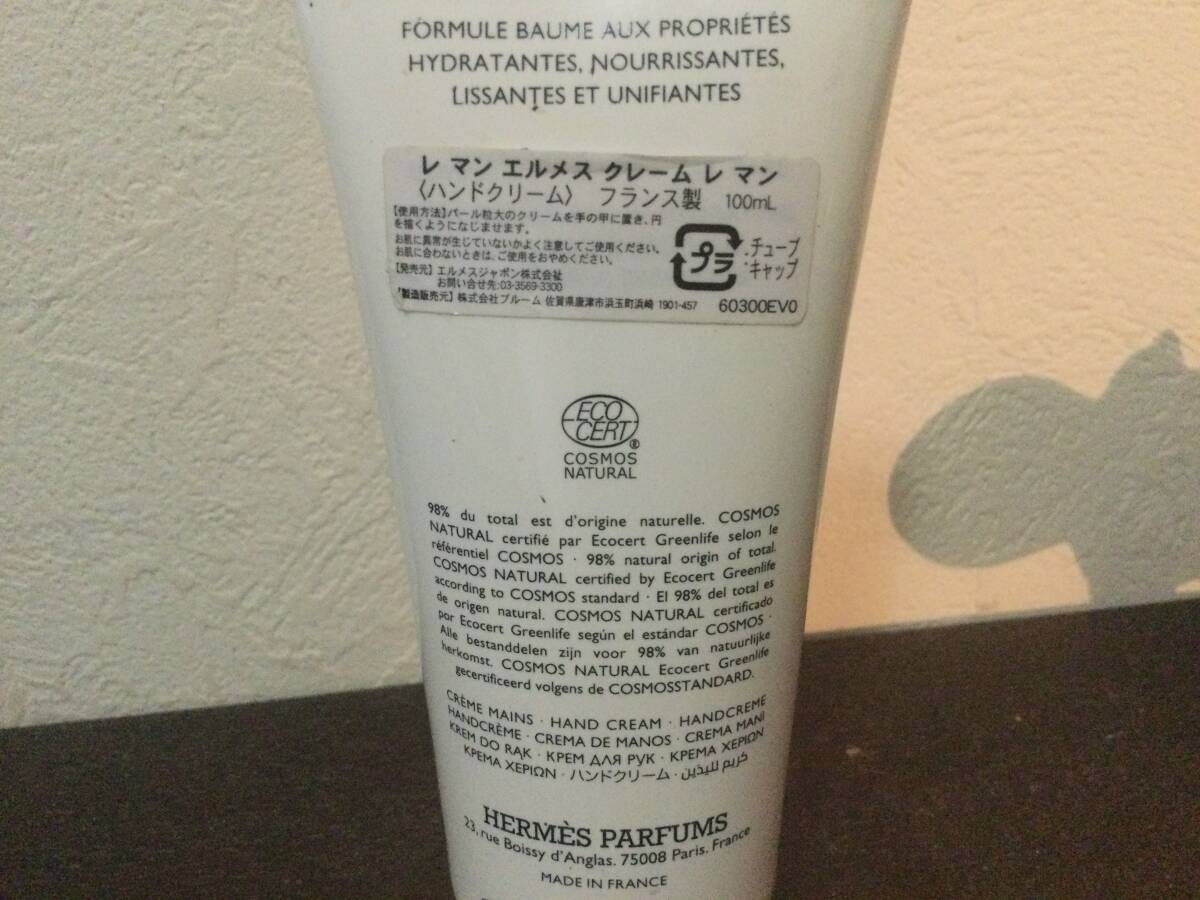 FORMULE BAUME AUX PROPRIÉTÉS
HYDRATANTES, NOURRISSANTES,
LISSANTES ET UNIFIANTES
レ マン エルメス クレーム レ マン
〈ハンドクリーム〉 フランス製 100mL
【使用方法】パール粒大のクリームを手の甲に置き、円
を描くようになじませます。
お肌に異常が生じていないかよく注意してご使用ください。
お肌に合わないときは、ご使用をおやめください。
【発売元】エルメスジャポン株式会社
お問い合せ先:03-3569-3300
【製造販売元】株式会社ブルーム 佐賀県唐津市浜玉町浜崎 1901-457
プラ
・チューブ
・キャップ
60300EV0
ECO
CERT
®
COSMOS
NATURAL
98% du total est d'origine naturelle. COSMOS
NATURAL certifié par Ecocert Greenlife selon le
référentiel COSMOS · 98% natural origin of total.
COSMOS NATURAL certified by Ecocert Greenlife
according to COSMOS standard · El 98% del total es
de origen natural. COSMOS NATURAL certificado
por Ecocert Greenlife según el estándar COSMOS ·
Alle bestanddelen zijn voor 98% van natuurlijke
herkomst. COSMOS NATURAL Ecocert Greenlife
gecertificeerd volgens de COSMOSSTANDARD.
CRÈME MAINS · HAND CREAM · HANDCREME
HANDCRÈME · CREMA DE MANOS · CREMA MANI
KREM DO RĄK · КРЕМ ДЛЯ РУК · ΚΡΕΜΑ ΧΕΡΙΩΝ
ΚΡΕΜΑ ΧΕΡΙΩΝ · ハンドクリーム · كريم لليدين
HERMÈS PARFUMS
23, rue Boissy d'Anglas. 75008 Paris. France
MADE IN FRANCE